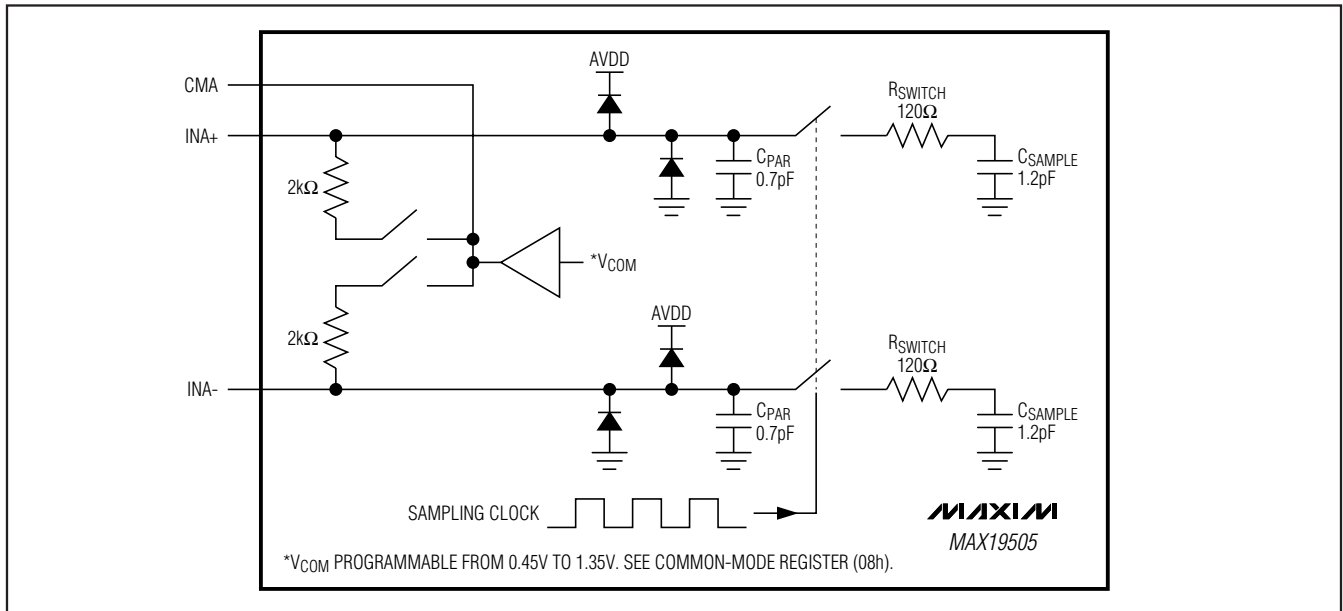 AVDD
CMA
RSWITCH
120Ω
INA+
CPAR
0.7pF
CSAMPLE
1.2pF
2kΩ
*VCOM
AVDD
2kΩ
RSWITCH
120Ω
INA-
CPAR
0.7pF
CSAMPLE
1.2pF
SAMPLING CLOCK
MAXIM
MAX19505
*VCOM PROGRAMMABLE FROM 0.45V TO 1.35V. SEE COMMON-MODE REGISTER (08h).